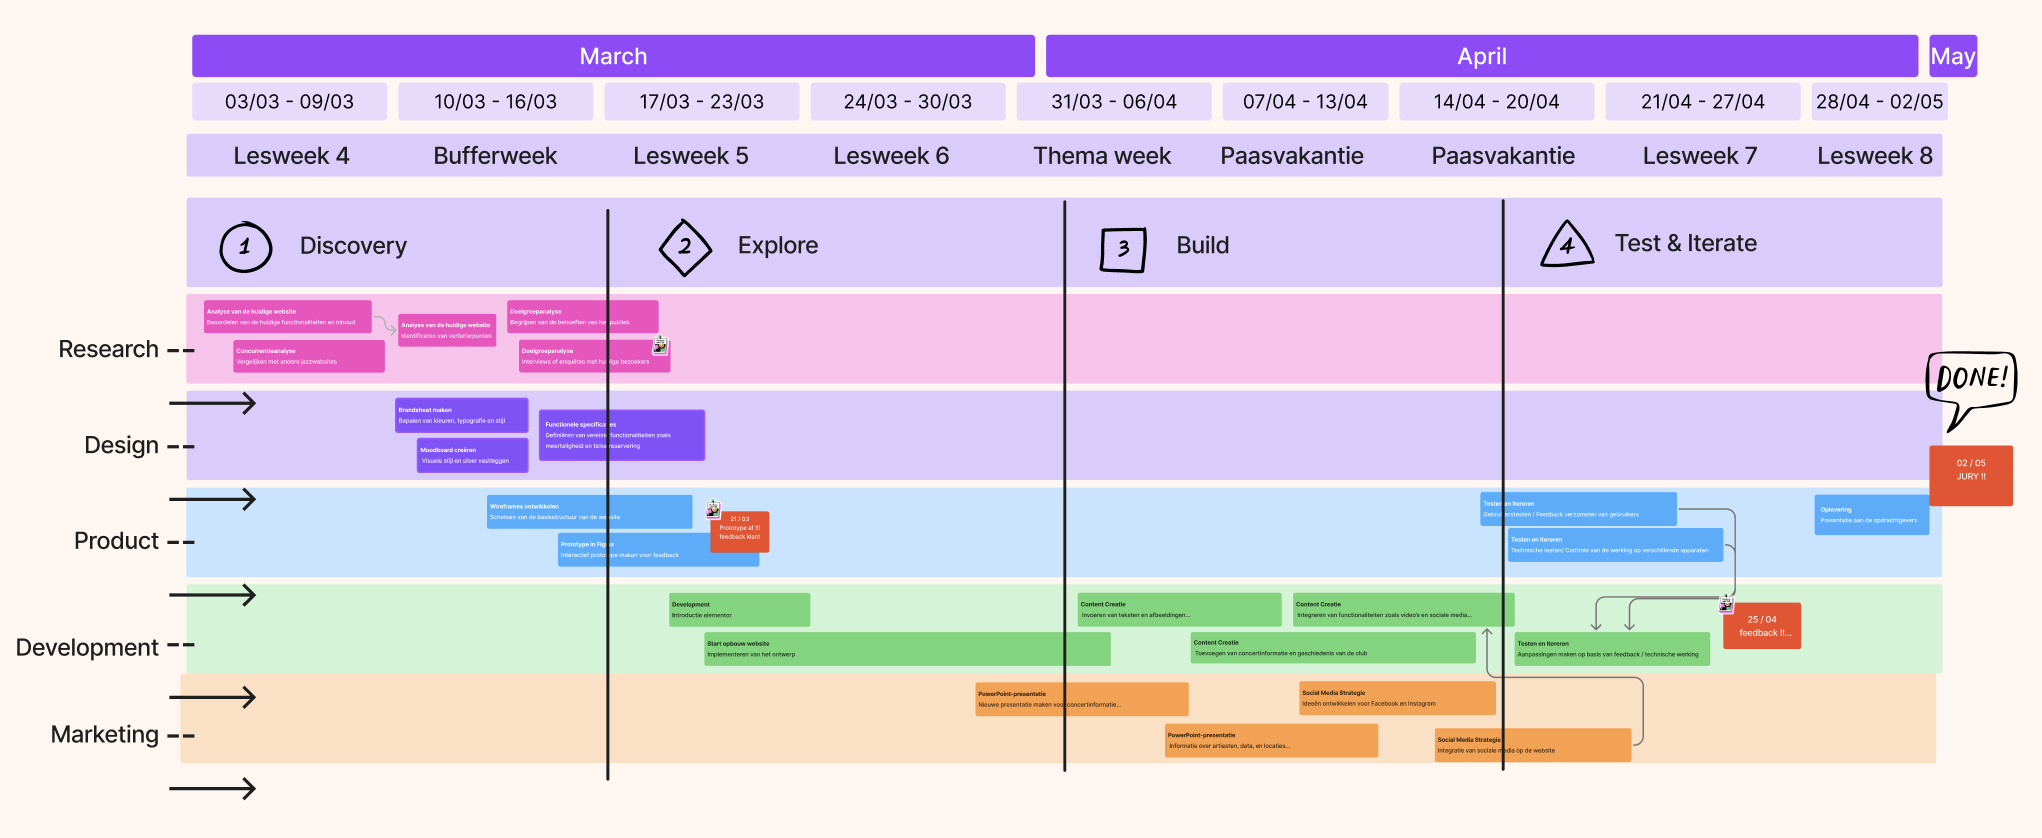 March
April
May
03/03 - 09/03
10/03 - 16/03
17/03 - 23/03
24/03 - 30/03
31/03 - 06/04
07/04 - 13/04
14/04 - 20/04
21/04 - 27/04
28/04 - 02/05
Lesweek 4
Bufferweek
Lesweek 5
Lesweek 6
Thema week
Paasvakantie
Paasvakantie
Lesweek 7
Lesweek 8
1
Discovery
2
Explore
3
Build
4
Test & Iterate
Research
Analyse van de huidige website
Beoordelen van de huidige functionaliteiten en inhoud
Analyse van de huidige website
Identificeren van verbeterpunten
Doelgroepanalyse
Begrijpen van de behoeften van het publiek
Concurrentieanalyse
Vergelijken met andere jazzwebsites
Doelgroepanalyse
Interviews of enquêtes met huidige bezoekers
DONE!
Design
Brandsheet maken
Bepalen van kleuren, typografie en stijl
Moodboard creëren
Visuele stijl en sfeer vastleggen
Functionele specificaties
Definiëren van vereiste functionaliteiten zoals
meertaligheid en ticketreservering
02 / 05
JURY !!
Product
Wireframes ontwikkelen
Schetsen van de basisstructuur van de website
Prototype in Figma
Interactief prototype maken voor feedback
21 / 03
Prototype af !!!
feedback klant
Testen en Itereren
Gebruikerstesten / Feedback verzamelen van gebruikers
Testen en Itereren
Technische testen/ Controle van de werking op verschillende apparaten
Oplevering
Presentatie aan de opdrachtgevers
Development
Development
Introductie elementor
Start opbouw website
Implementeren van het ontwerp
Content Creatie
Invoeren van teksten en afbeeldingen...
Content Creatie
Integreren van functionaliteiten zoals video's en sociale media...
Content Creatie
Toevoegen van concertinformatie en geschiedenis van de club
Testen en Itereren
Aanpassingen maken op basis van feedback / technische werking
25 / 04
feedback !!...
Marketing
PowerPoint-presentatie
Nieuwe presentatie maken voor concertinformatie...
PowerPoint-presentatie
Informatie over artiesten, data, en locaties...
Social Media Strategie
Ideeën ontwikkelen voor Facebook en Instagram
Social Media Strategie
Integratie van sociale media op de website